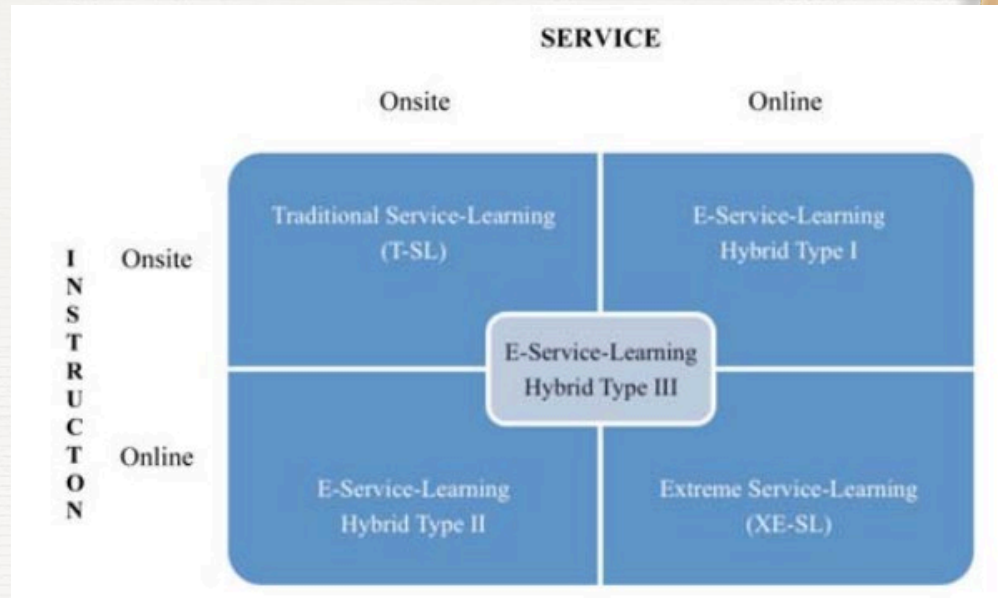 SERVICE
Onsite
Online
Traditional Service-Learning
(T-SL)
E-Service-Learning
Hybrid Type I
INSTRUCTON
Onsite
E-Service-Learning
Hybrid Type III
Online
E-Service-Learning
Hybrid Type II
Extreme Service-Learning
(XE-SL)